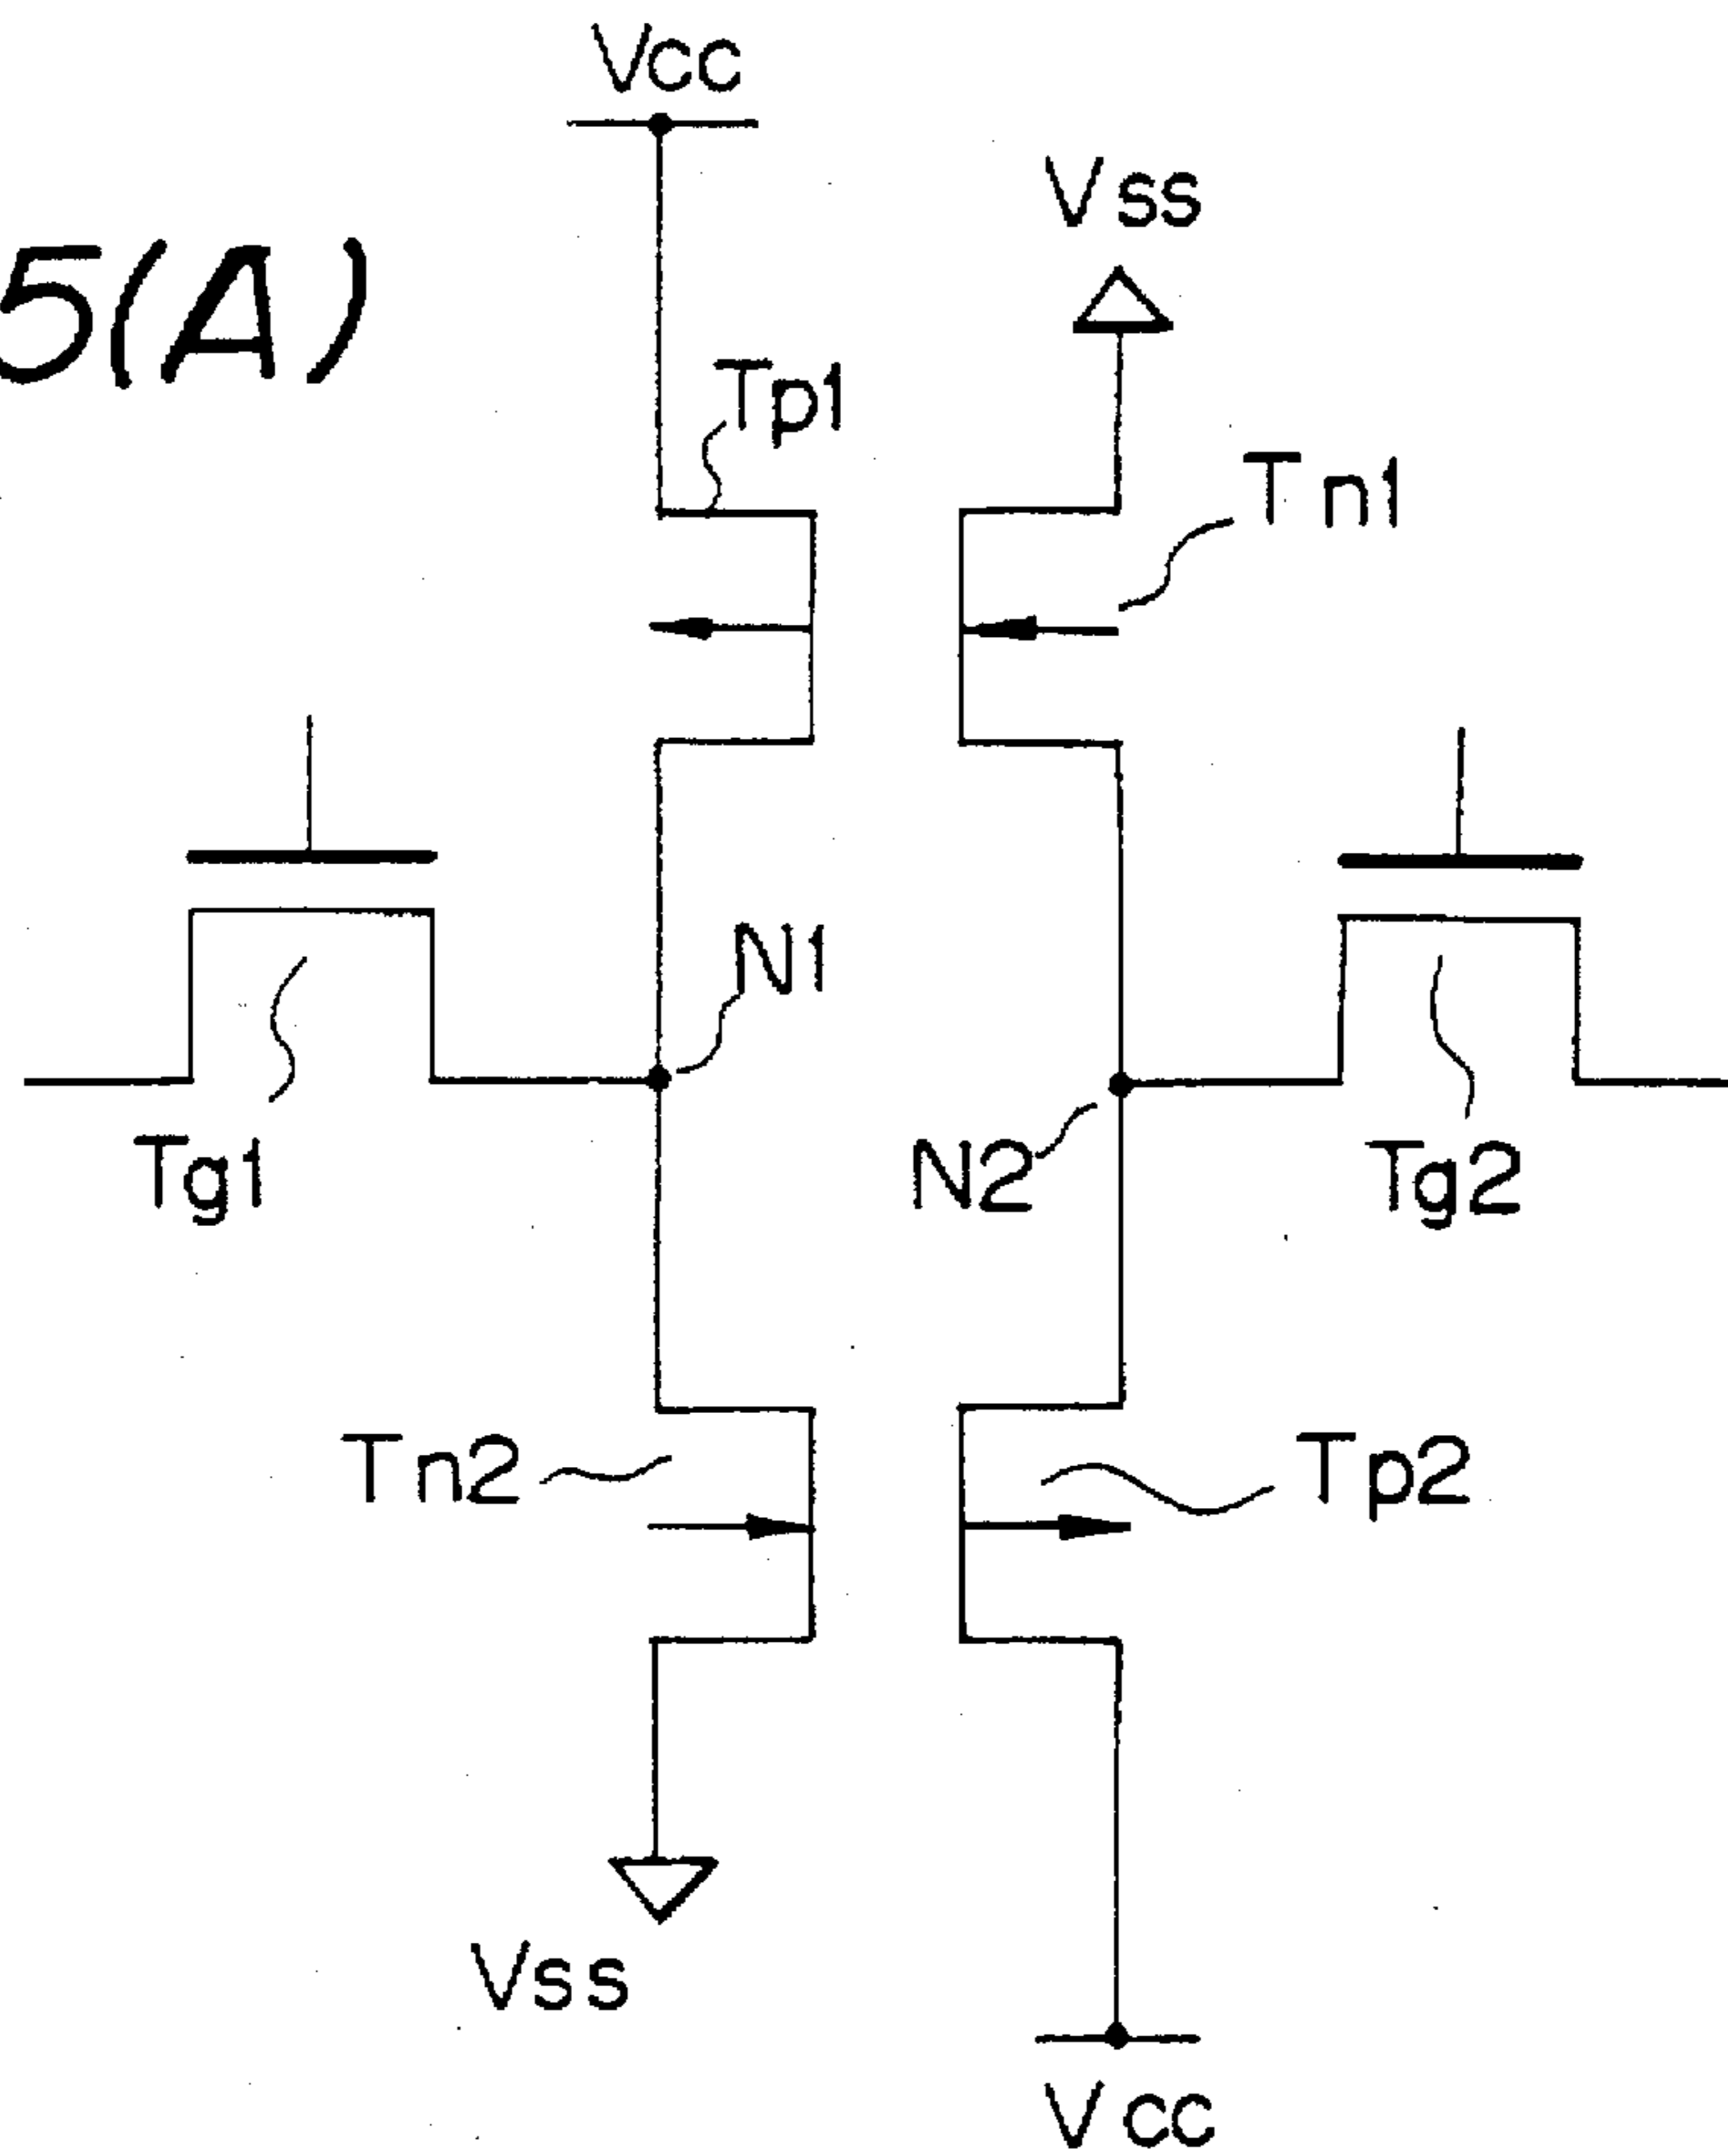 Vcc
Vss
5(A)
Tp1
Tn1
N1
Tg1
N2
Tg2
Tn2
Tp2
Vss
Vcc